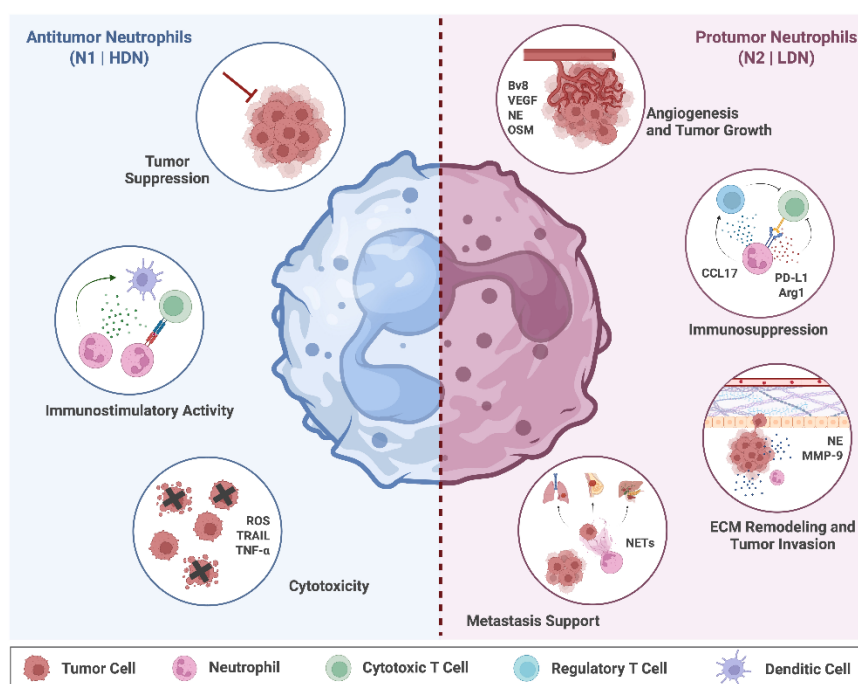 Antitumor Neutrophils
(N1 | HDN)
Tumor
Suppression
Immunostimulatory Activity
ROS
TRAIL
TNF-α
Cytotoxicity
Protumor Neutrophils
(N2 | LDN)
Bv8
VEGF
NE
OSM
Angiogenesis
and Tumor Growth
CCL17
PD-L1
Arg1
Immunosuppression
NE
MMP-9
ECM Remodeling and
Tumor Invasion
NETs
Metastasis Support
Tumor Cell
Neutrophil
Cytotoxic T Cell
Regulatory T Cell
Denditic Cell